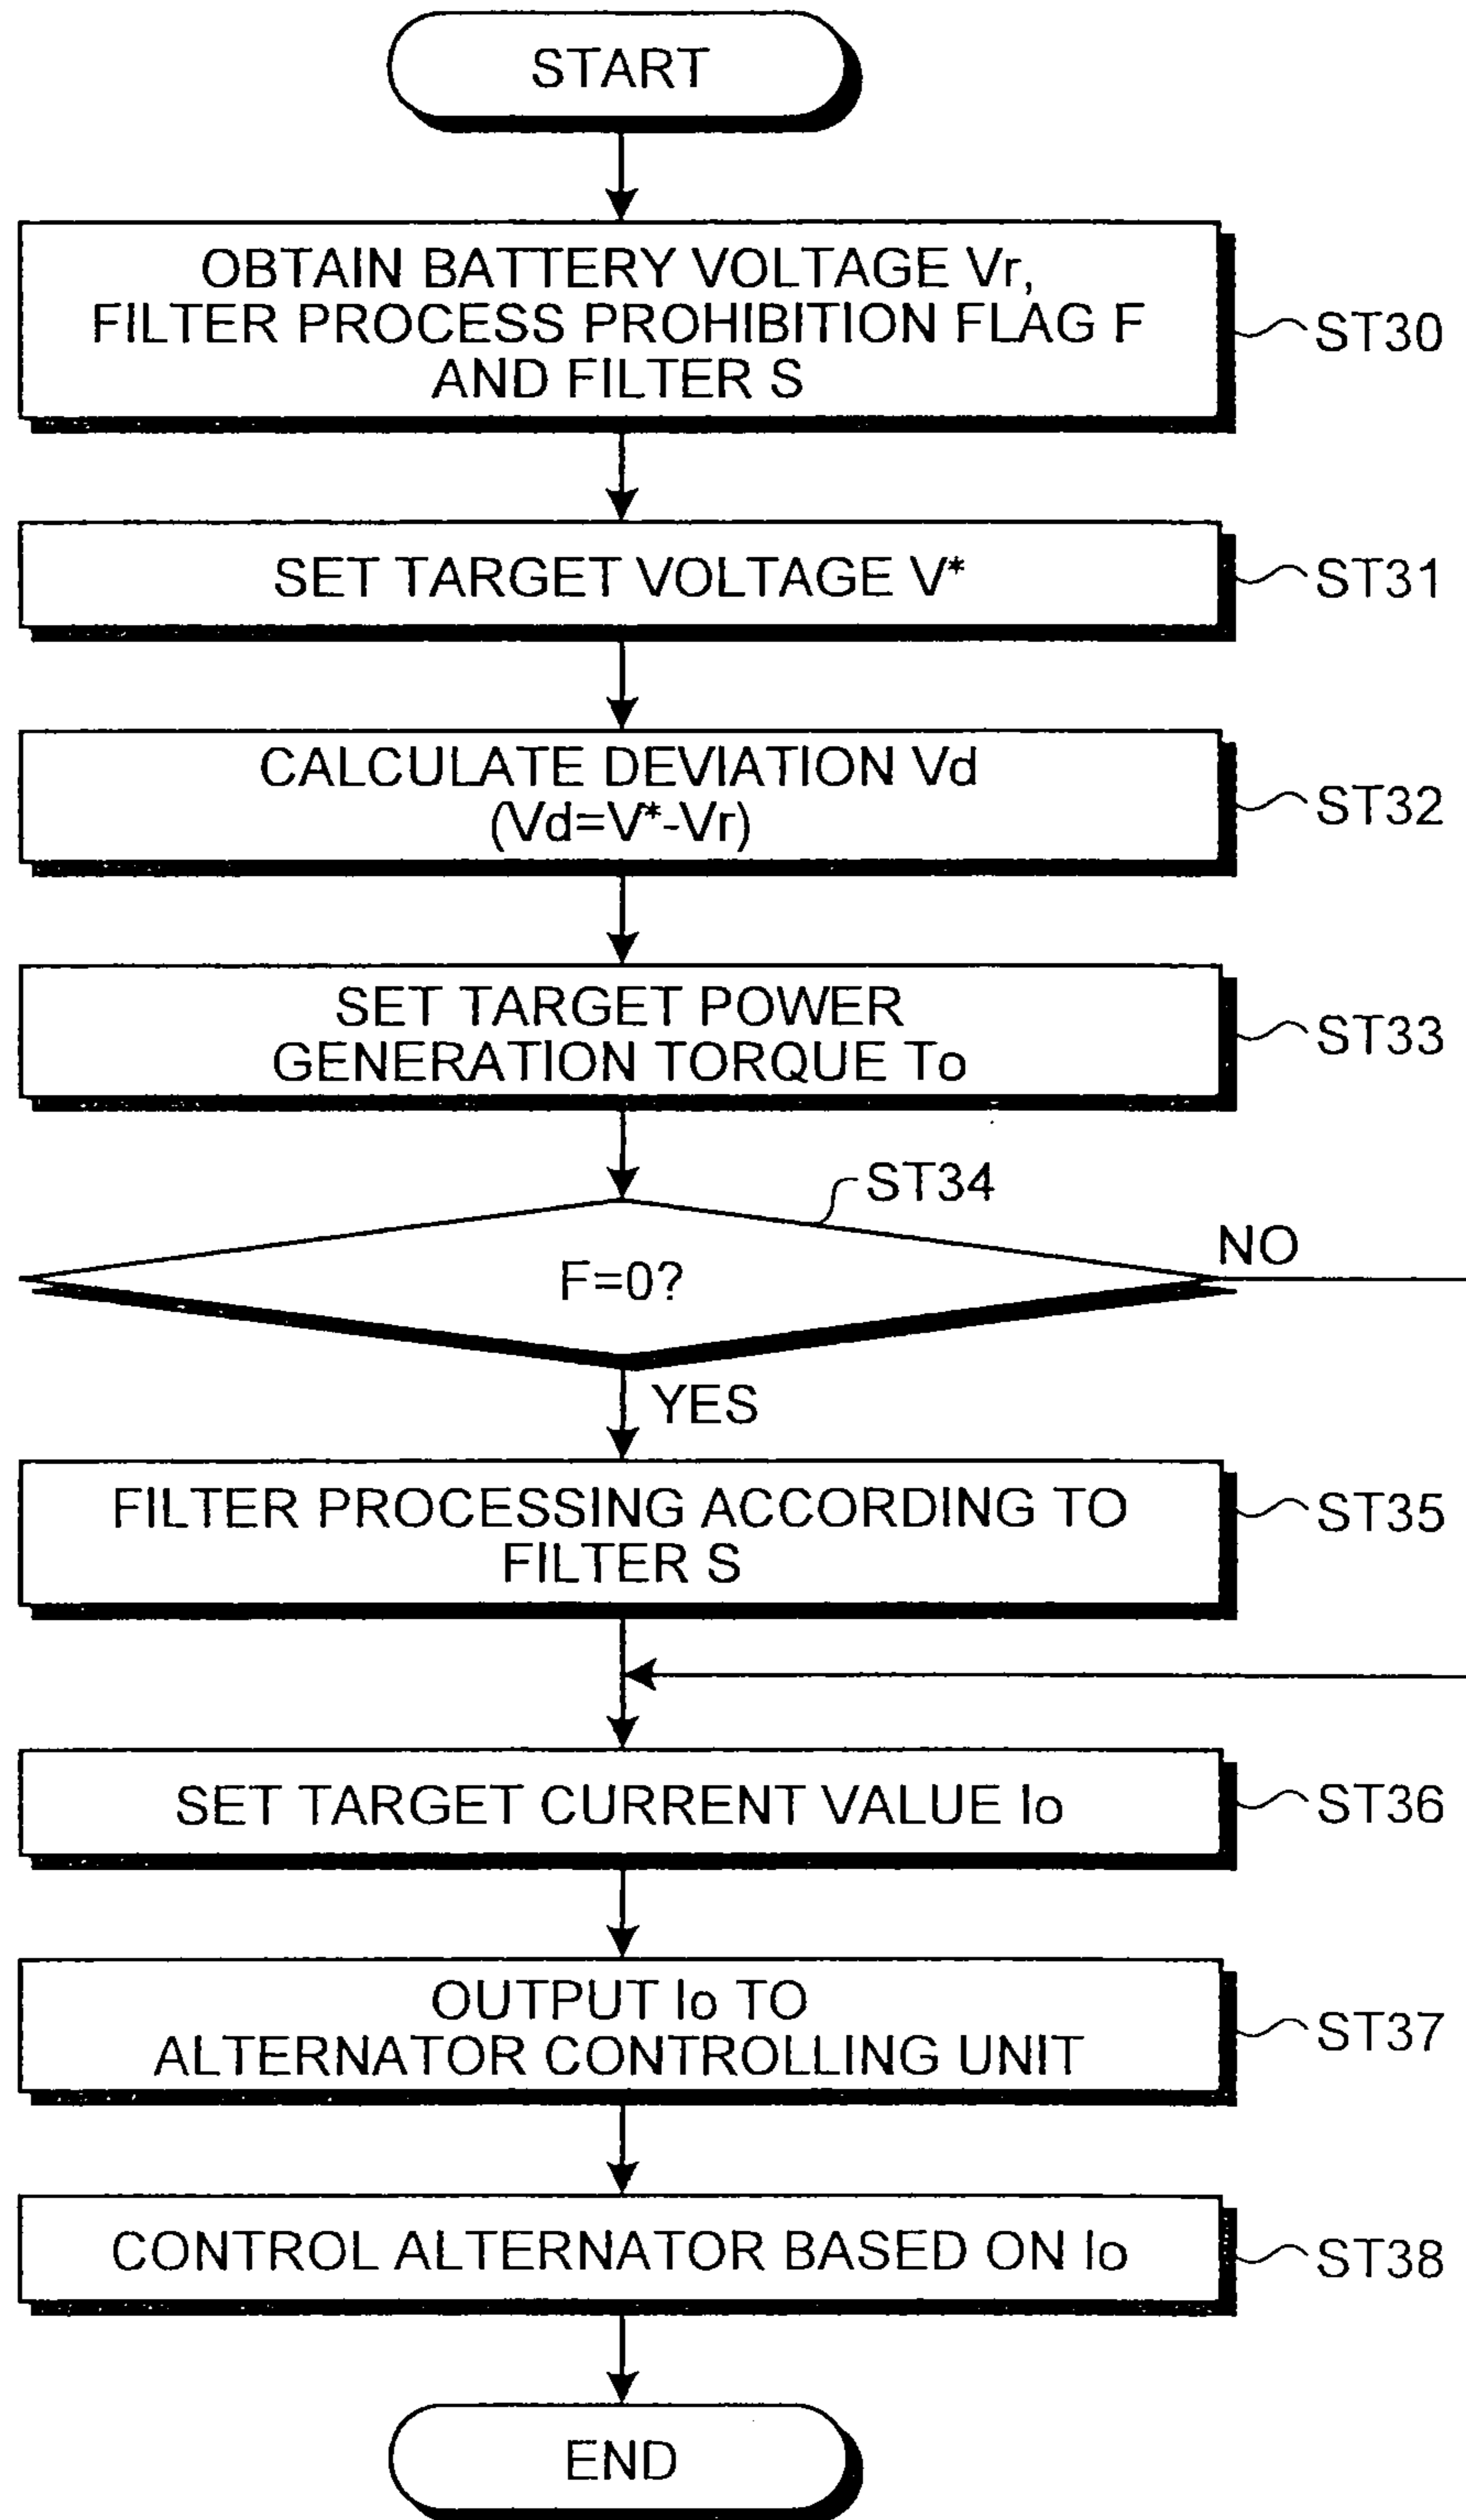 START
OBTAIN BATTERY VOLTAGE Vr,
FILTER PROCESS PROHIBITION FLAG F
AND FILTER S
ST30
SET TARGET VOLTAGE V*
ST31
CALCULATE DEVIATION Vd
(Vd=V*-Vr)
ST32
SET TARGET POWER
GENERATION TORQUE To
ST33
ST34
F=0?
NO
YES
FILTER PROCESSING ACCORDING TO
FILTER S
ST35
SET TARGET CURRENT VALUE Io
ST36
OUTPUT Io TO
ALTERNATOR CONTROLLING UNIT
ST37
CONTROL ALTERNATOR BASED ON Io
ST38
END